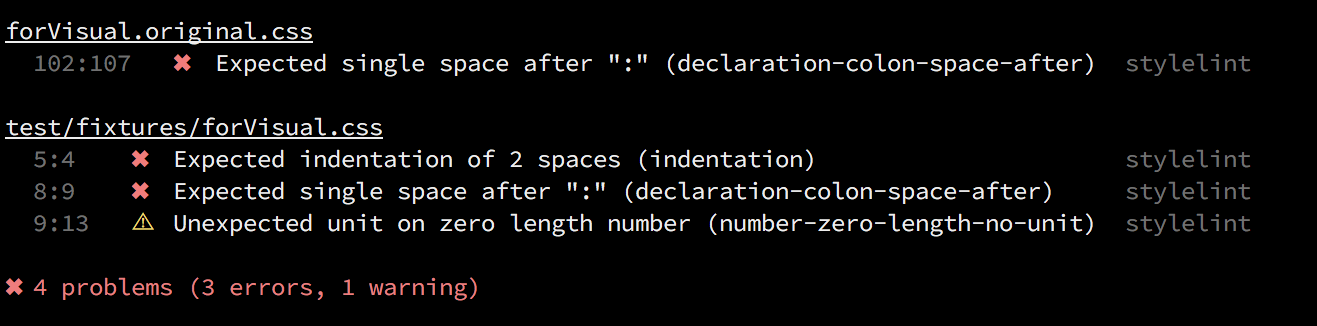 forVisual.original.css
102:107 ✖ Expected single space after ":" (declaration-colon-space-after) stylelint
test/fixtures/forVisual.css
5:4 ✖ Expected indentation of 2 spaces (indentation) stylelint
8:9 ✖ Expected single space after ":" (declaration-colon-space-after) stylelint
9:13 ⚠ Unexpected unit on zero length number (number-zero-length-no-unit) stylelint
✖ 4 problems (3 errors, 1 warning)